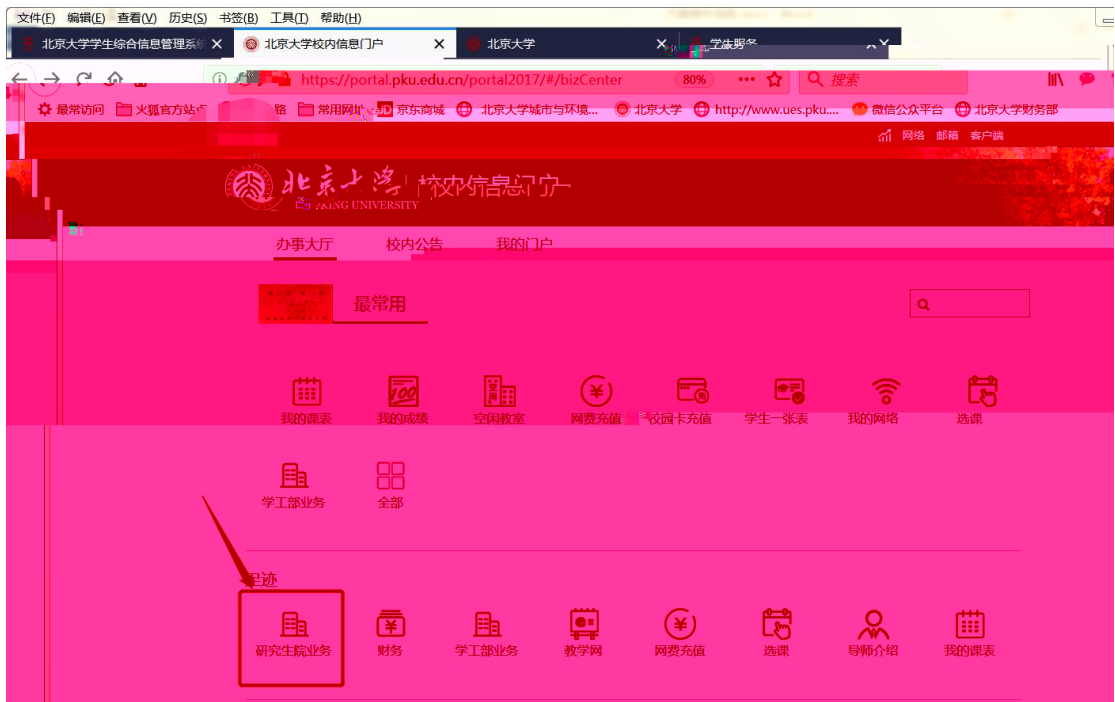 文件(F) 编辑(E) 查看(V) 历史(S) 书签(B) 工具(T) 帮助(H)
北京大学学生综合信息管理系统 北京大学校内信息门户 北京大学
https://portal.pku.edu.cn/portal2017/#/bizCenter 80% 搜索
最常访问 火狐官方站点 常用网址 JD 京东商城 北京大学城市与环境... 北京大学 http://www.ues.pku.... 微信公众平台 北京大学财务部
网络 邮箱 客户端
北京大学 校内信息门户
UNIVERSITY
办事大厅 校内公告 我的门户
最常用
我的课表 我的成绩 空闲教室 网费充值 校园卡充值 学生一张表 我的网络 选课
学工部业务 全部
足迹
研究生院业务 财务 学工部业务 教学网 网费充值 选课 导师介绍 我的课表